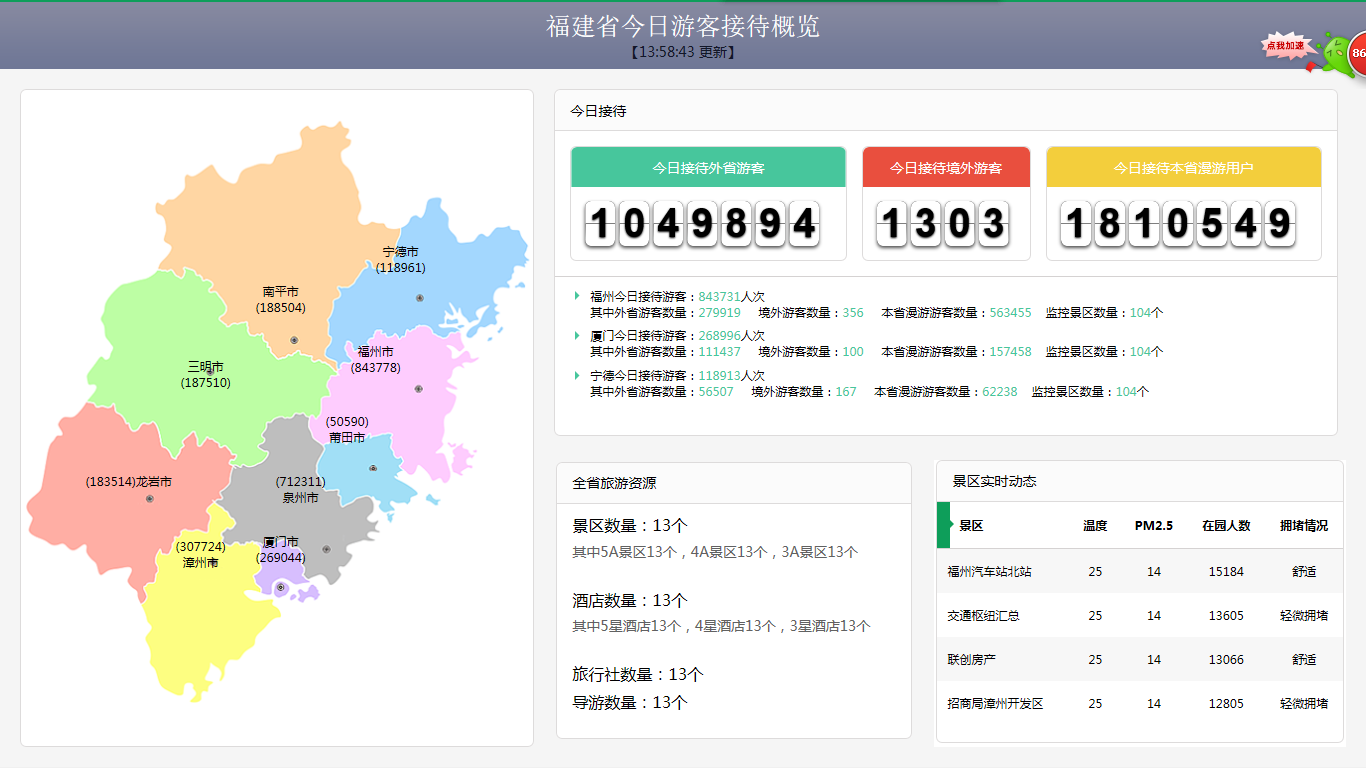 福建省今日游客接待概览
【13:58:43 更新】
点我加速
86
宁德市
(118961)
南平市
(188504)
福州市
(843778)
三明市
(187510)
(50590)
莆田市
(183514)龙岩市
(712311)
泉州市
厦门市
(269044)
(307724)
漳州市
今日接待
今日接待外省游客
1049894
今日接待境外游客
1303
今日接待本省漫游用户
1810549
福州今日接待游客：843731人次
其中外省游客数量：279919 境外游客数量：356 本省漫游游客数量：563455 监控景区数量：104个
厦门今日接待游客：268996人次
其中外省游客数量：111437 境外游客数量：100 本省漫游游客数量：157458 监控景区数量：104个
宁德今日接待游客：118913人次
其中外省游客数量：56507 境外游客数量：167 本省漫游游客数量：62238 监控景区数量：104个
全省旅游资源
景区数量：13个
其中5A景区13个，4A景区13个，3A景区13个
酒店数量：13个
其中5星酒店13个，4星酒店13个，3星酒店13个
旅行社数量：13个
导游数量：13个
景区实时动态
景区 温度 PM2.5 在园人数 拥堵情况
福州汽车站北站 25 14 15184 舒适
交通枢纽汇总 25 14 13605 轻微拥堵
联创房产 25 14 13066 舒适
招商局漳州开发区 25 14 12805 轻微拥堵